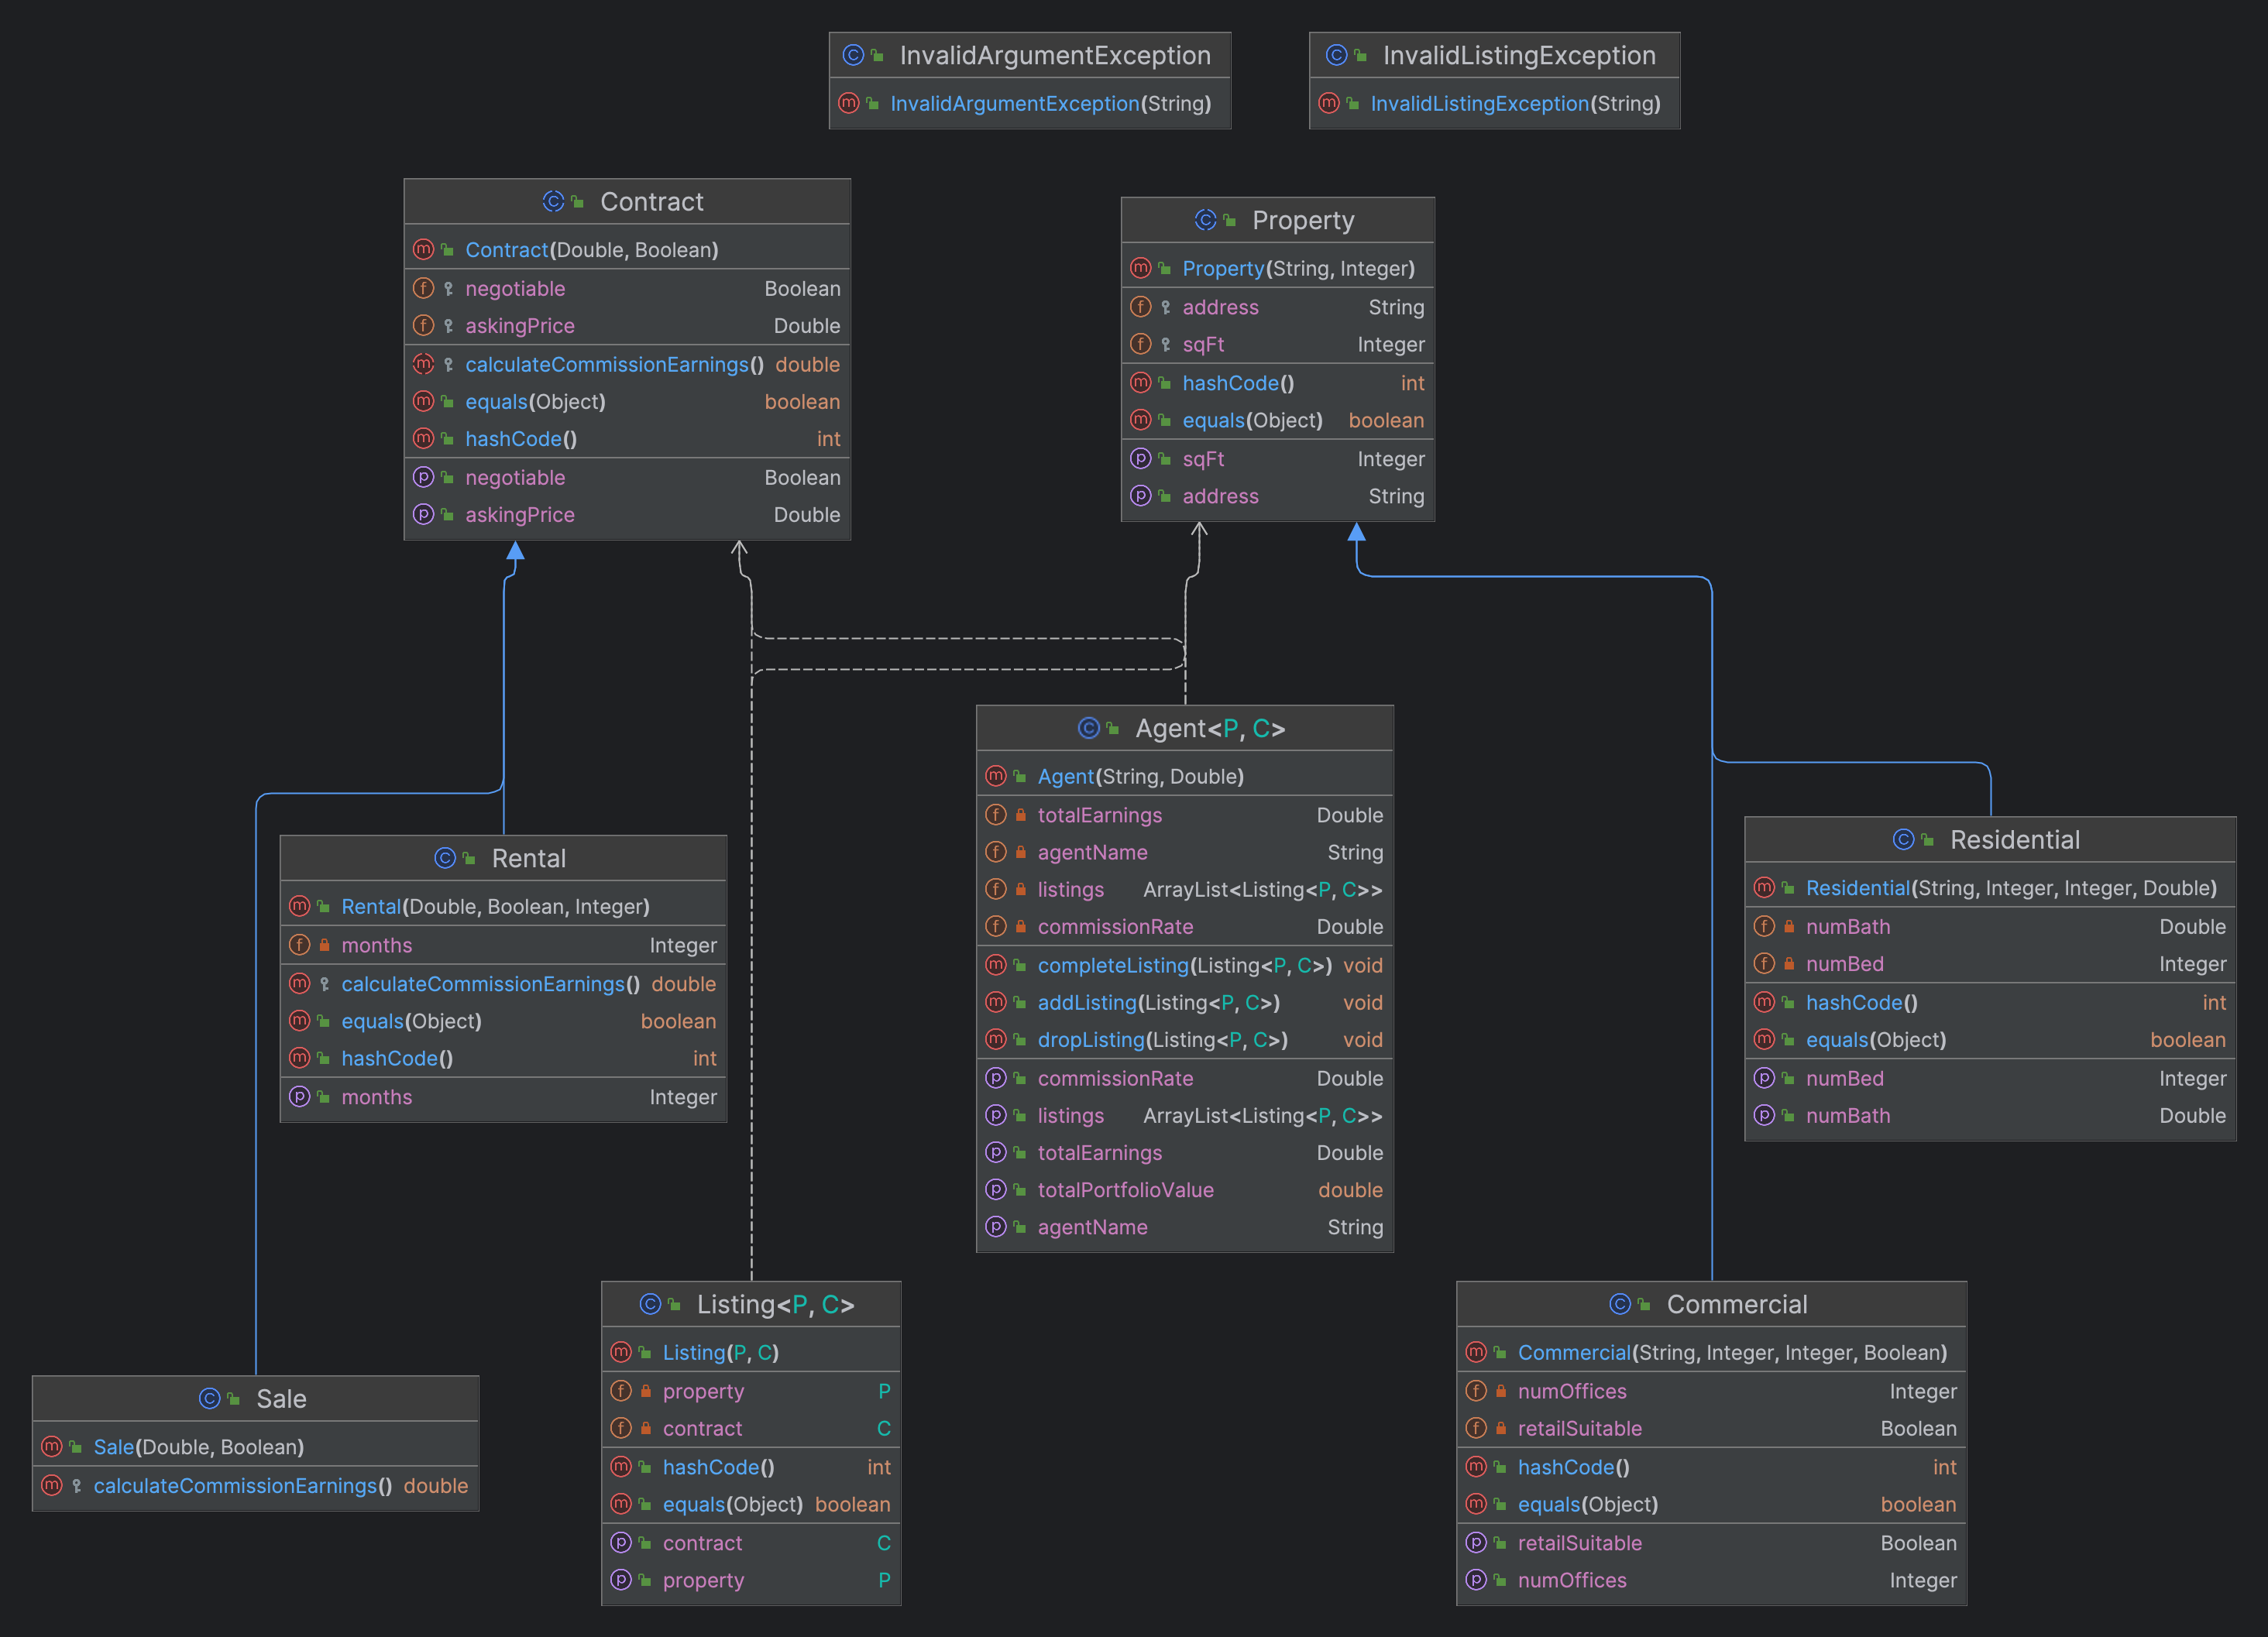 InvalidArgumentException
InvalidArgumentException(String)
InvalidListingException
InvalidListingException(String)
Contract
Contract(Double, Boolean)
negotiable Boolean
askingPrice Double
calculateCommissionEarnings() double
equals(Object) boolean
hashCode() int
negotiable Boolean
askingPrice Double
Property
Property(String, Integer)
address String
sqFt Integer
hashCode() int
equals(Object) boolean
sqFt Integer
address String
Agent<P, C>
Agent(String, Double)
totalEarnings Double
agentName String
listings ArrayList<Listing<P, C>>
commissionRate Double
completeListing(Listing<P, C>) void
addListing(Listing<P, C>) void
dropListing(Listing<P, C>) void
commissionRate Double
listings ArrayList<Listing<P, C>>
totalEarnings Double
totalPortfolioValue double
agentName String
Rental
Rental(Double, Boolean, Integer)
months Integer
calculateCommissionEarnings() double
equals(Object) boolean
hashCode() int
months Integer
Residential
Residential(String, Integer, Integer, Double)
numBath Double
numBed Integer
hashCode() int
equals(Object) boolean
numBed Integer
numBath Double
Sale
Sale(Double, Boolean)
calculateCommissionEarnings() double
Listing<P, C>
Listing(P, C)
property P
contract C
hashCode() int
equals(Object) boolean
contract C
property P
Commercial
Commercial(String, Integer, Integer, Boolean)
numOffices Integer
retailSuitable Boolean
hashCode() int
equals(Object) boolean
retailSuitable Boolean
numOffices Integer